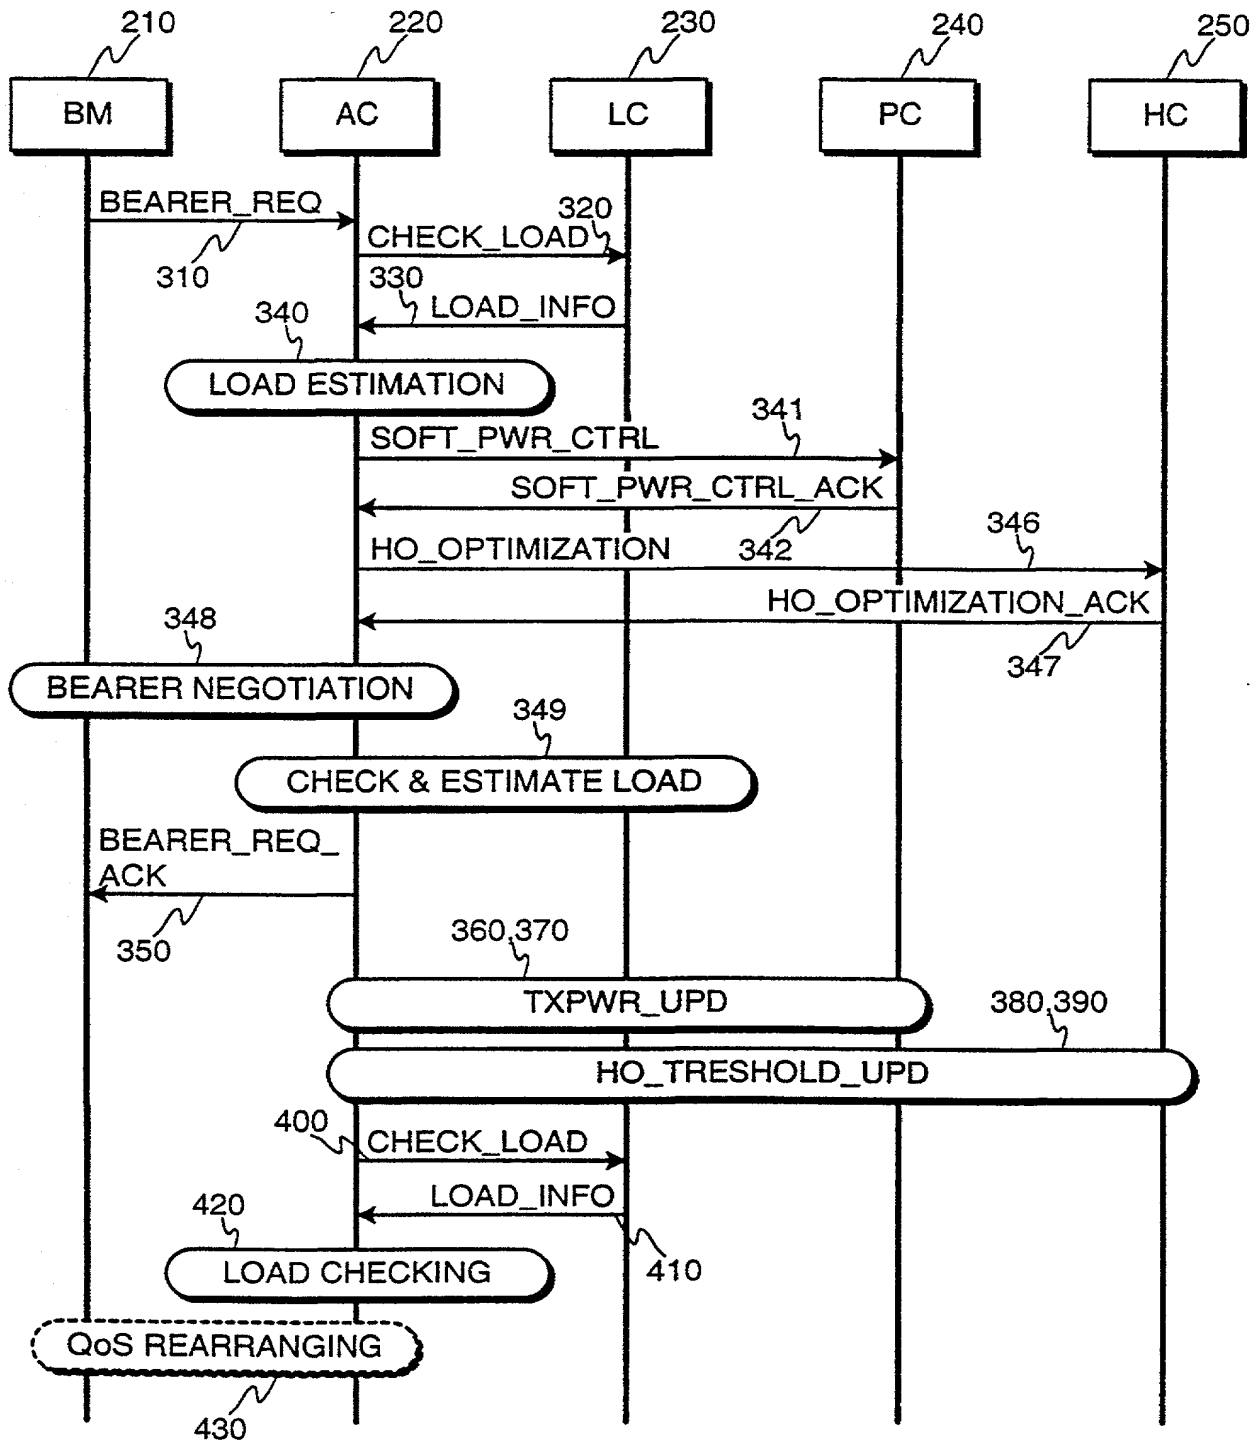 210
220
230
240
250
BM
AC
LC
PC
HC
BEARER_REQ
310
320
CHECK_LOAD
330
LOAD_INFO
340
LOAD ESTIMATION
341
SOFT_PWR_CTRL
SOFT_PWR_CTRL_ACK
342
346
HO_OPTIMIZATION
HO_OPTIMIZATION_ACK
347
348
BEARER NEGOTIATION
349
CHECK & ESTIMATE LOAD
BEARER_REQ_
ACK
350
360,370
TXPWR_UPD
380,390
HO_TRESHOLD_UPD
400
CHECK_LOAD
LOAD_INFO
410
420
LOAD CHECKING
QoS REARRANGING
430